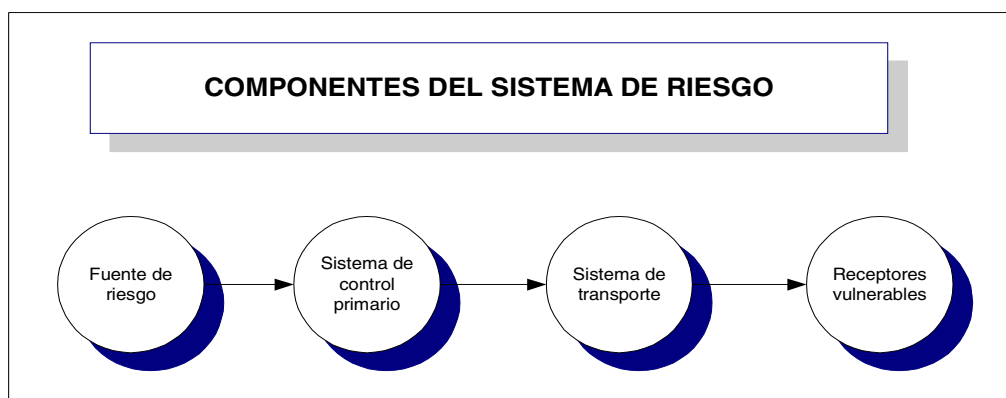 COMPONENTES DEL SISTEMA DE RIESGO
Fuente de
riesgo
Sistema de
control
primario
Sistema de
transporte
Receptores
vulnerables